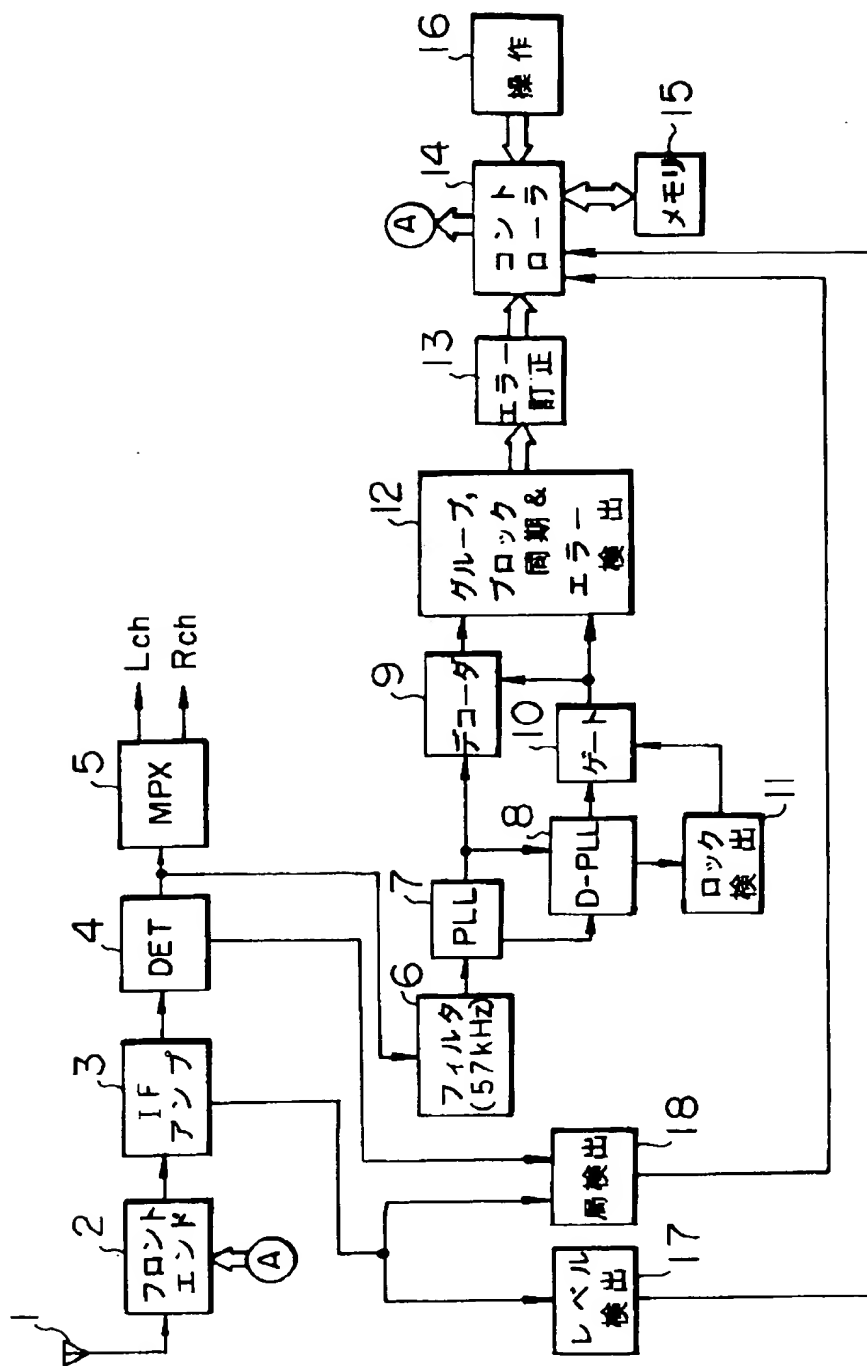 1
2
フロント
エンド
A
3
IF
アンプ
4
DET
5
MPX
Lch
Rch
6
フィルタ
(57kHz)
7
PLL
8
D-PLL
9
デコーダ
10
ゲート
11
ロック
検出
12
グループ,
ブロック
同期&
エラー
検出
13
エラー
訂正
14
コント
ローラ
A
15
メモリ
16
操作
17
レベル
検出
18
局検出